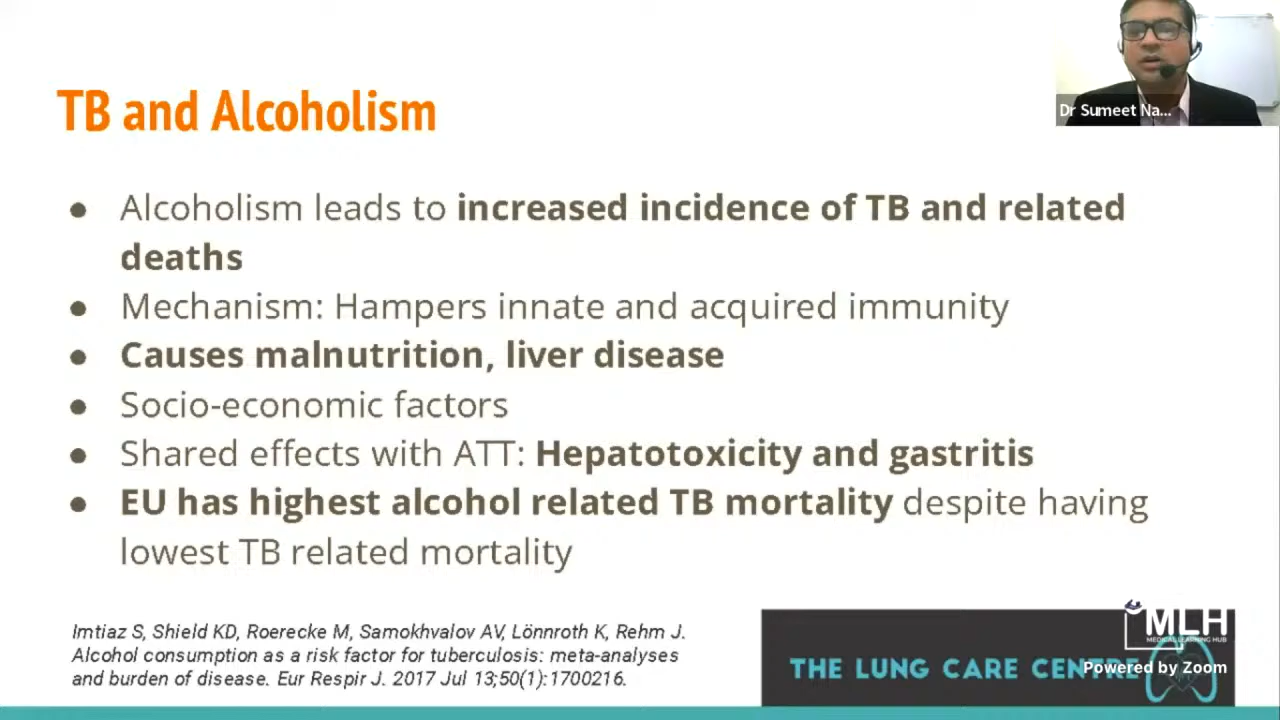 TB and Alcoholism
Dr Sumeet Na...
● Alcoholism leads to increased incidence of TB and related
deaths
● Mechanism: Hampers innate and acquired immunity
● Causes malnutrition, liver disease
● Socio-economic factors
● Shared effects with ATT: Hepatotoxicity and gastritis
● EU has highest alcohol related TB mortality despite having
lowest TB related mortality
Imtiaz S, Shield KD, Roerecke M, Samokhvalov AV, Lönnroth K, Rehm J.
Alcohol consumption as a risk factor for tuberculosis: meta-analyses
and burden of disease. Eur Respir J. 2017 Jul 13;50(1):1700216.
MLH
MEDICAL LEARNING HUB
THE LUNG CARE CENTRE
Powered by Zoom